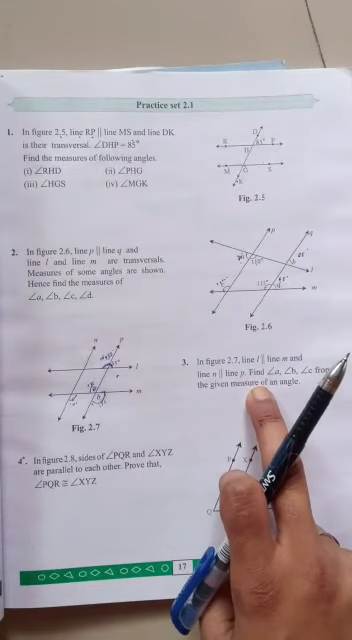 Practice set 2.1
1. In figure 2.5, line RP || line MS and line DK
is their transversal. ∠DHP = 85°
Find the measures of following angles.
(i) ∠RHD (ii) ∠PHG
(iii) ∠HGS (iv) ∠MGK
D
R H 85° P
M G S
K
Fig. 2.5
2. In figure 2.6, line p || line q and
line l and line m are transversals.
Measures of some angles are shown.
Hence find the measures of
∠a, ∠b, ∠c, ∠d.
p q
110°
l
115°
m
Fig. 2.6
n p
l
m
Fig. 2.7
3. In figure 2.7, line l || line m and
line n || line p. Find ∠a, ∠b, ∠c from
the given measure of an angle.
4*. In figure 2.8, sides of ∠PQR and ∠XYZ
are parallel to each other. Prove that,
∠PQR ≅ ∠XYZ
P X
Q
17